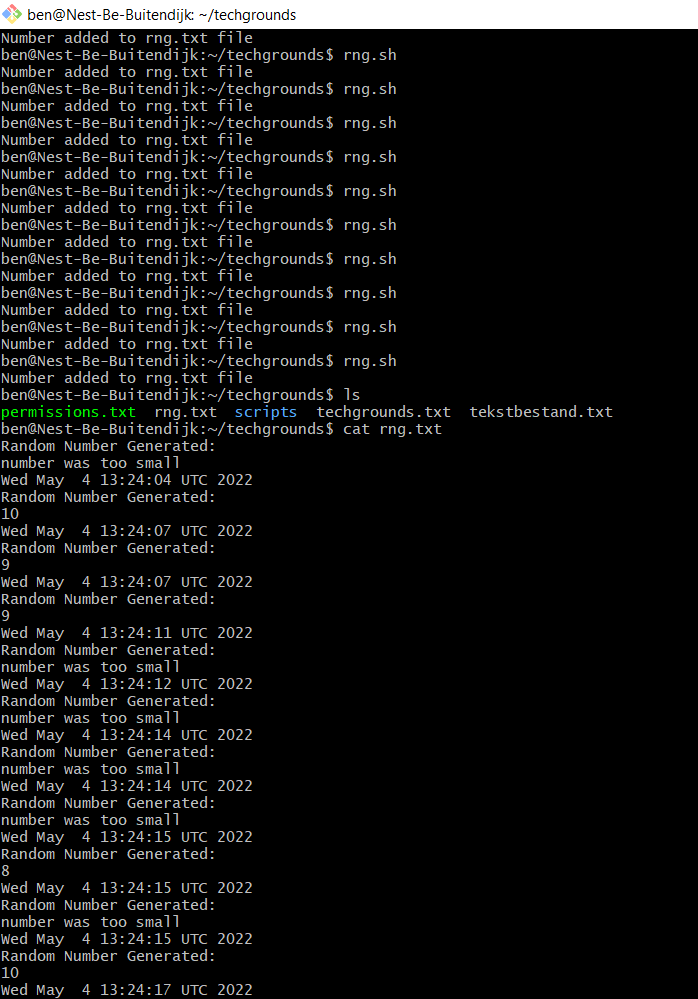 ben@Nest-Be-Buitendijk: ~/techgrounds
Number added to rng.txt file
ben@Nest-Be-Buitendijk:~/techgrounds$ rng.sh
Number added to rng.txt file
ben@Nest-Be-Buitendijk:~/techgrounds$ rng.sh
Number added to rng.txt file
ben@Nest-Be-Buitendijk:~/techgrounds$ rng.sh
Number added to rng.txt file
ben@Nest-Be-Buitendijk:~/techgrounds$ rng.sh
Number added to rng.txt file
ben@Nest-Be-Buitendijk:~/techgrounds$ rng.sh
Number added to rng.txt file
ben@Nest-Be-Buitendijk:~/techgrounds$ rng.sh
Number added to rng.txt file
ben@Nest-Be-Buitendijk:~/techgrounds$ rng.sh
Number added to rng.txt file
ben@Nest-Be-Buitendijk:~/techgrounds$ rng.sh
Number added to rng.txt file
ben@Nest-Be-Buitendijk:~/techgrounds$ rng.sh
Number added to rng.txt file
ben@Nest-Be-Buitendijk:~/techgrounds$ rng.sh
Number added to rng.txt file
ben@Nest-Be-Buitendijk:~/techgrounds$ ls
permissions.txt  rng.txt  scripts  techgrounds.txt  tekstbestand.txt
ben@Nest-Be-Buitendijk:~/techgrounds$ cat rng.txt
Random Number Generated:
number was too small
Wed May  4 13:24:04 UTC 2022
Random Number Generated:
10
Wed May  4 13:24:07 UTC 2022
Random Number Generated:
9
Wed May  4 13:24:07 UTC 2022
Random Number Generated:
9
Wed May  4 13:24:11 UTC 2022
Random Number Generated:
number was too small
Wed May  4 13:24:12 UTC 2022
Random Number Generated:
number was too small
Wed May  4 13:24:14 UTC 2022
Random Number Generated:
number was too small
Wed May  4 13:24:14 UTC 2022
Random Number Generated:
number was too small
Wed May  4 13:24:15 UTC 2022
Random Number Generated:
8
Wed May  4 13:24:15 UTC 2022
Random Number Generated:
number was too small
Wed May  4 13:24:15 UTC 2022
Random Number Generated:
10
Wed May  4 13:24:17 UTC 2022